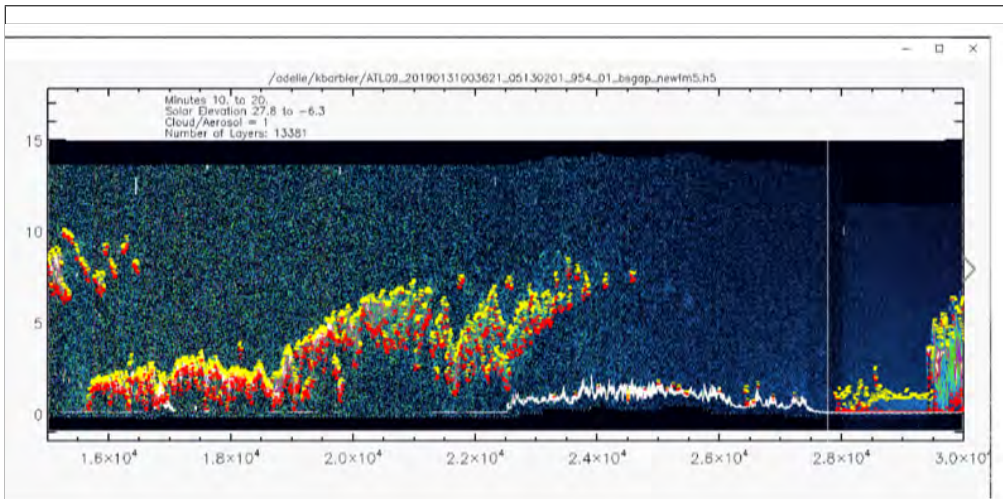 /adelie/kbarbier/ATL09_20190131003621_05130201_954_01_bsgap_newfm5.h5
Minutes 10. to 20.
Solar Elevation 27.8 to −6.3
Cloud/Aerosol = 1
Number of Layers: 13381
15
10
5
0
1.6×10⁴ 1.8×10⁴ 2.0×10⁴ 2.2×10⁴ 2.4×10⁴ 2.6×10⁴ 2.8×10⁴ 3.0×10⁴